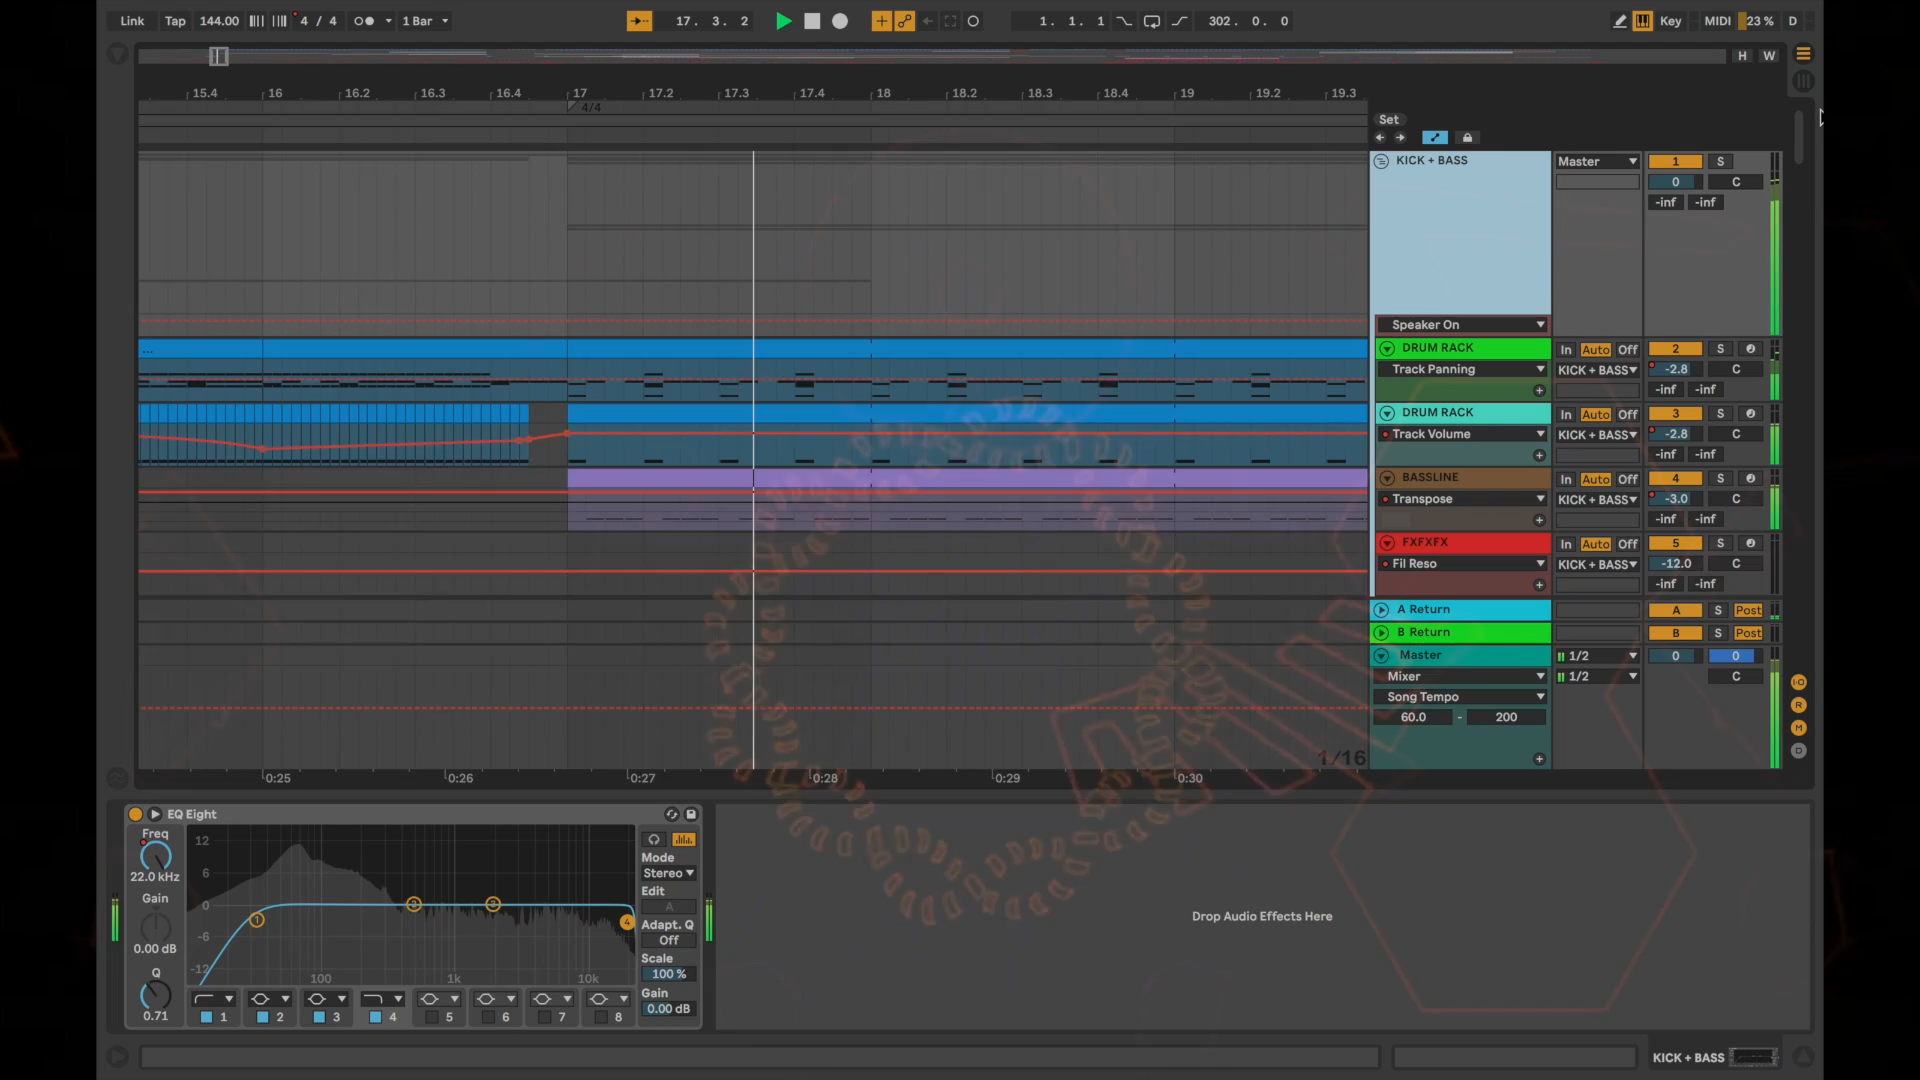 Link Tap 144.00 4 / 4 1 Bar 17. 3. 2 1. 1. 1 302. 0. 0 Key MIDI 23 % D
H W
15.4 16 16.2 16.3 16.4 17 17.2 17.3 17.4 18 18.2 18.3 18.4 19 19.2 19.3
4/4
Set
KICK + BASS Master 1 S
0 C
-inf -inf
Speaker On
... DRUM RACK In Auto Off 2 S
Track Panning KICK + BASS -2.8 C
-inf -inf
DRUM RACK In Auto Off 3 S
Track Volume KICK + BASS -2.8 C
-inf -inf
BASSLINE In Auto Off 4 S
Transpose KICK + BASS -3.0 C
-inf -inf
FXFXFX In Auto Off 5 S
Fil Reso KICK + BASS -12.0 C
-inf -inf
A Return A S Post
B Return B S Post
Master 1/2 0 0
Mixer 1/2 C
I·O
Song Tempo
R
60.0 - 200
M
D
1/16
0:25 0:26 0:27 0:28 0:29 0:30
EQ Eight
Freq
22.0 kHz
Gain
0.00 dB
Q
0.71
12
6
0
-6
-12
1 2 3 4
100 1k 10k
1 2 3 4 5 6 7 8
Mode
Stereo
Edit
A
Adapt. Q
Off
Scale
100 %
Gain
0.00 dB
Drop Audio Effects Here
KICK + BASS